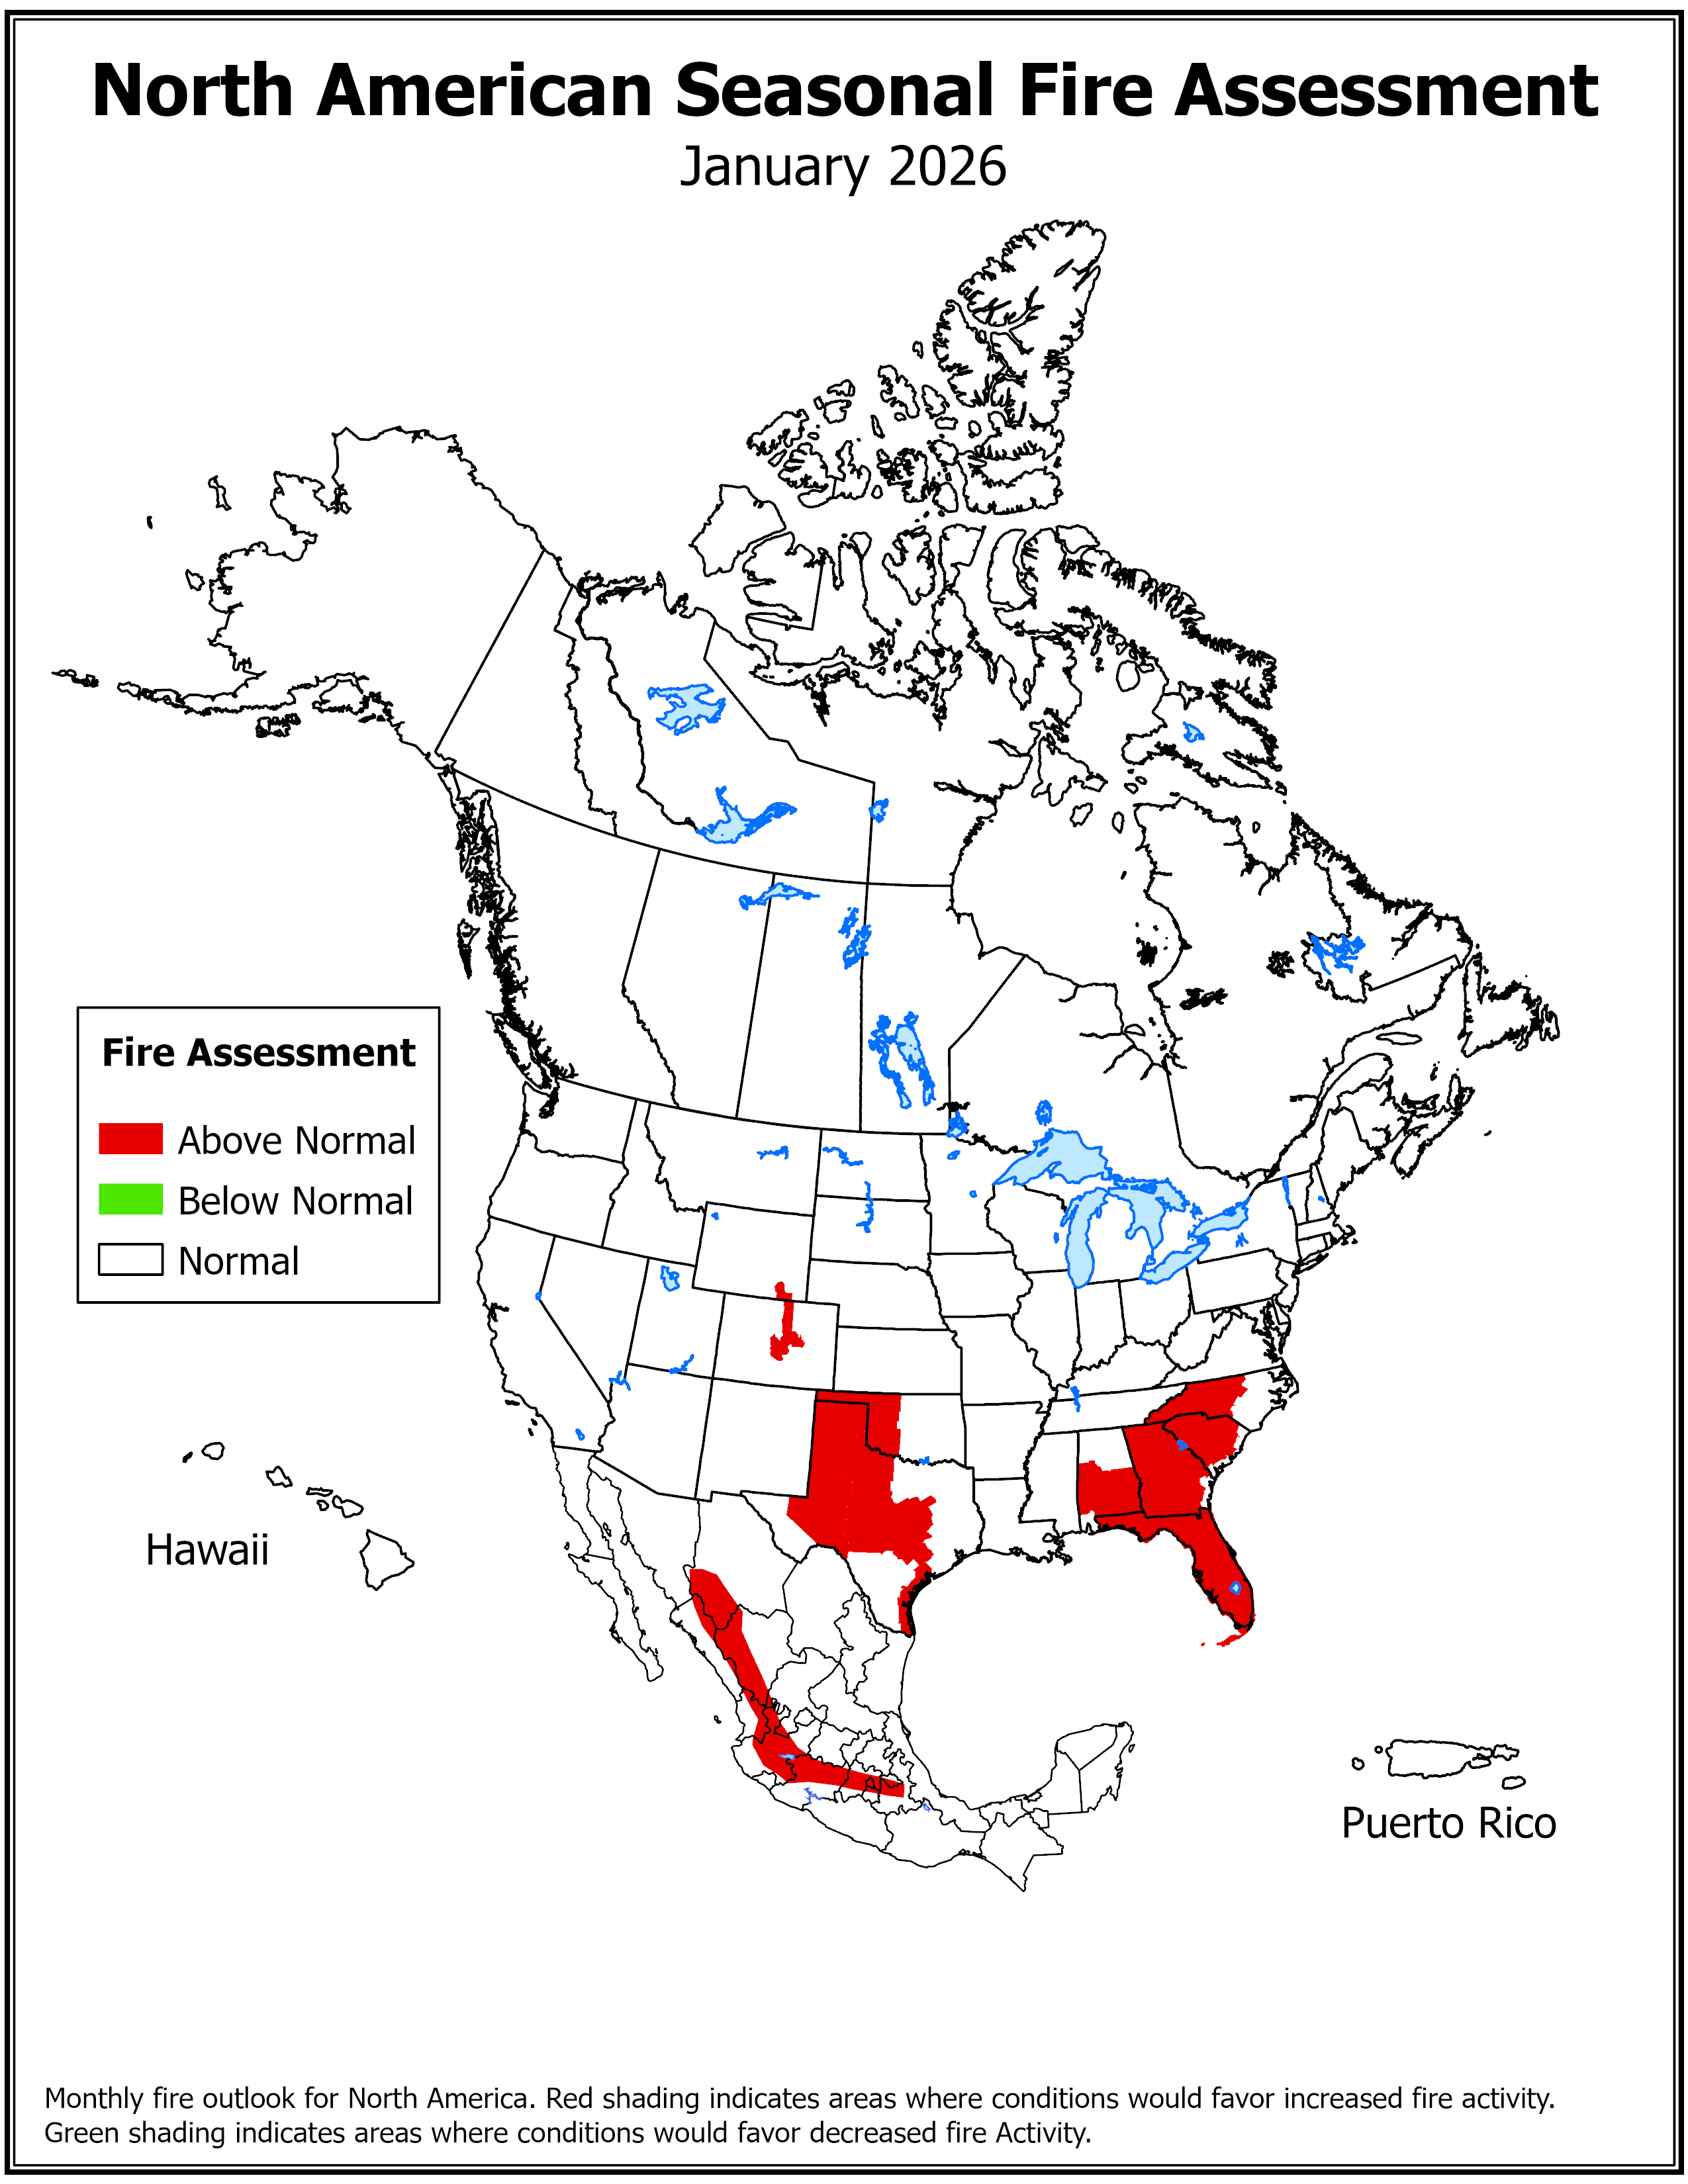 North American Seasonal Fire Assessment
January 2026
Fire Assessment
Above Normal
Below Normal
Normal
Hawaii
Puerto Rico
Monthly fire outlook for North America. Red shading indicates areas where conditions would favor increased fire activity.
Green shading indicates areas where conditions would favor decreased fire Activity.